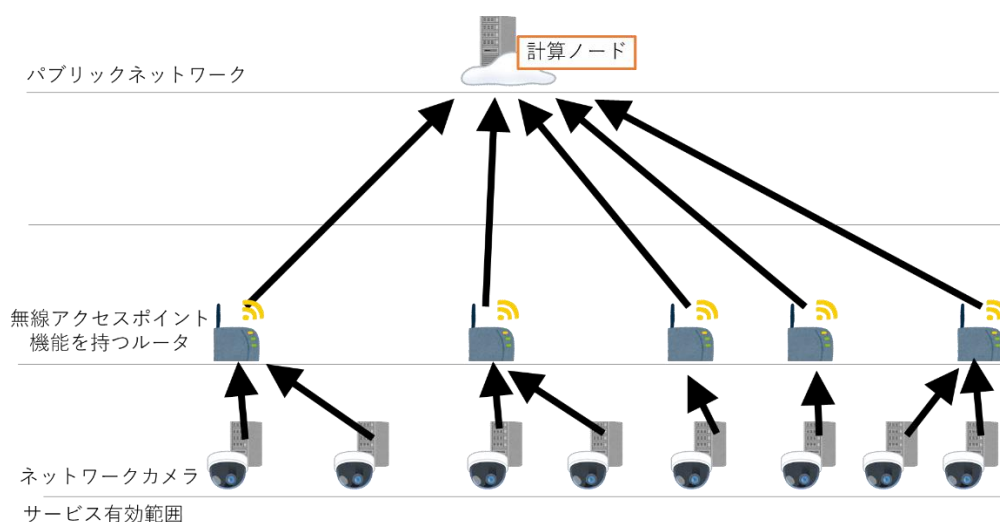 計算ノード
パブリックネットワーク
無線アクセスポイント
機能を持つルータ
ネットワークカメラ
サービス有効範囲